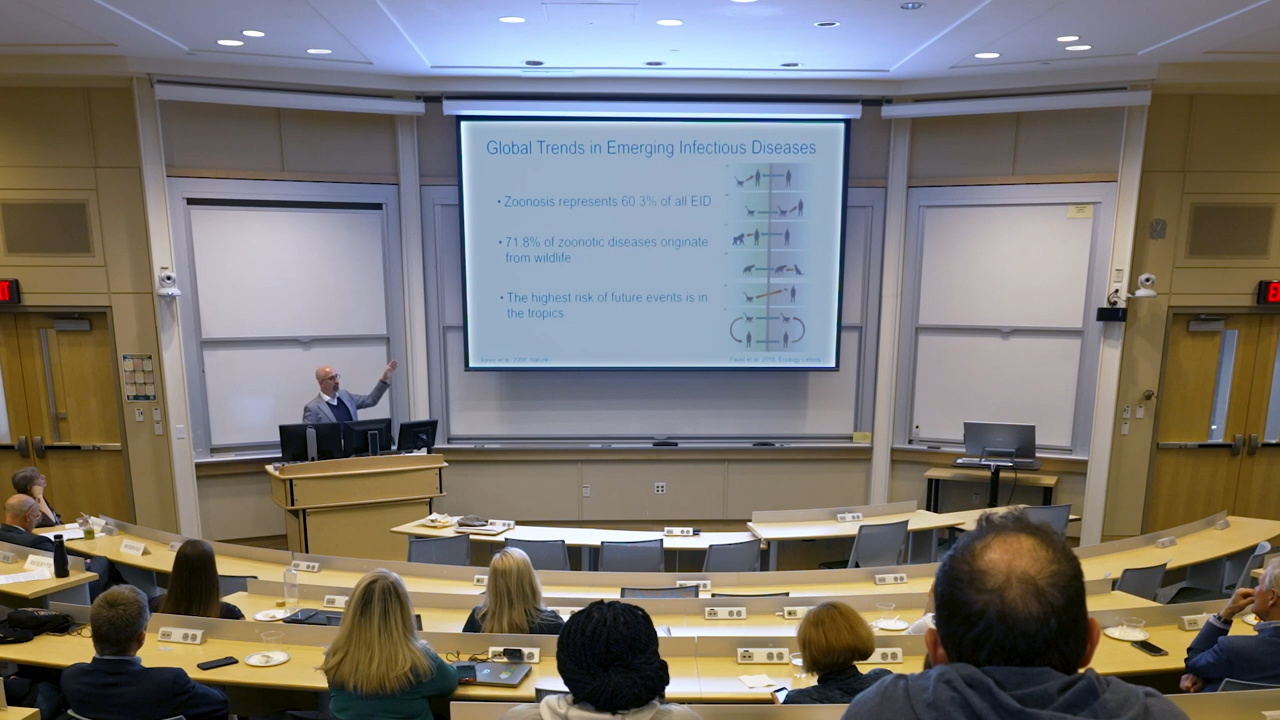 Global Trends in Emerging Infectious Diseases
• Zoonosis represents 60.3% of all EID
• 71.8% of zoonotic diseases originate
from wildlife
• The highest risk of future events is in
the tropics